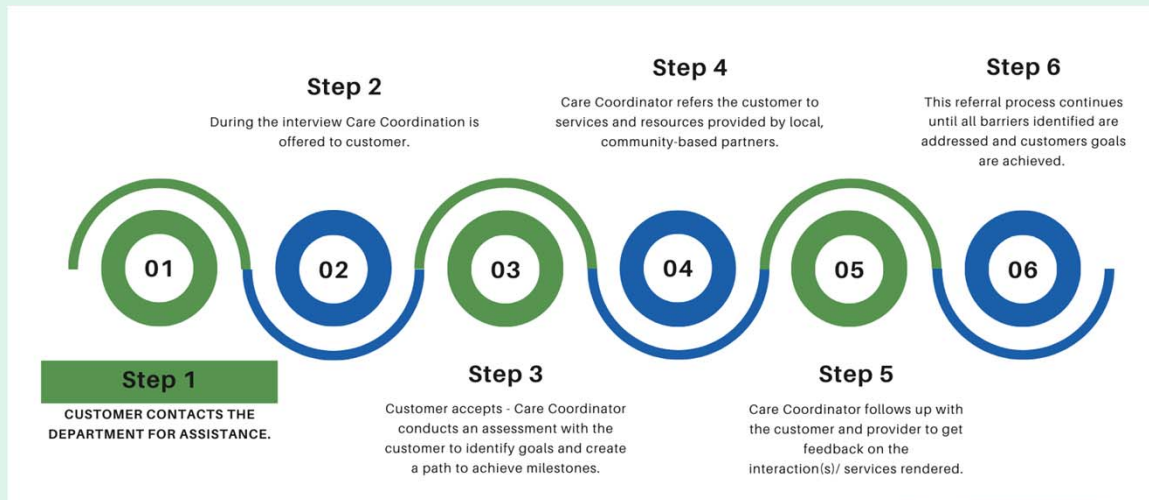 Step 2
During the interview Care Coordination is
offered to customer.
Step 4
Care Coordinator refers the customer to
services and resources provided by local,
community-based partners.
Step 6
This referral process continues
until all barriers identified are
addressed and customers goals
are achieved.
01
02
03
04
05
06
Step 1
CUSTOMER CONTACTS THE
DEPARTMENT FOR ASSISTANCE.
Step 3
Customer accepts - Care Coordinator
conducts an assessment with the
customer to identify goals and create
a path to achieve milestones.
Step 5
Care Coordinator follows up with
the customer and provider to get
feedback on the
interaction(s)/ services rendered.